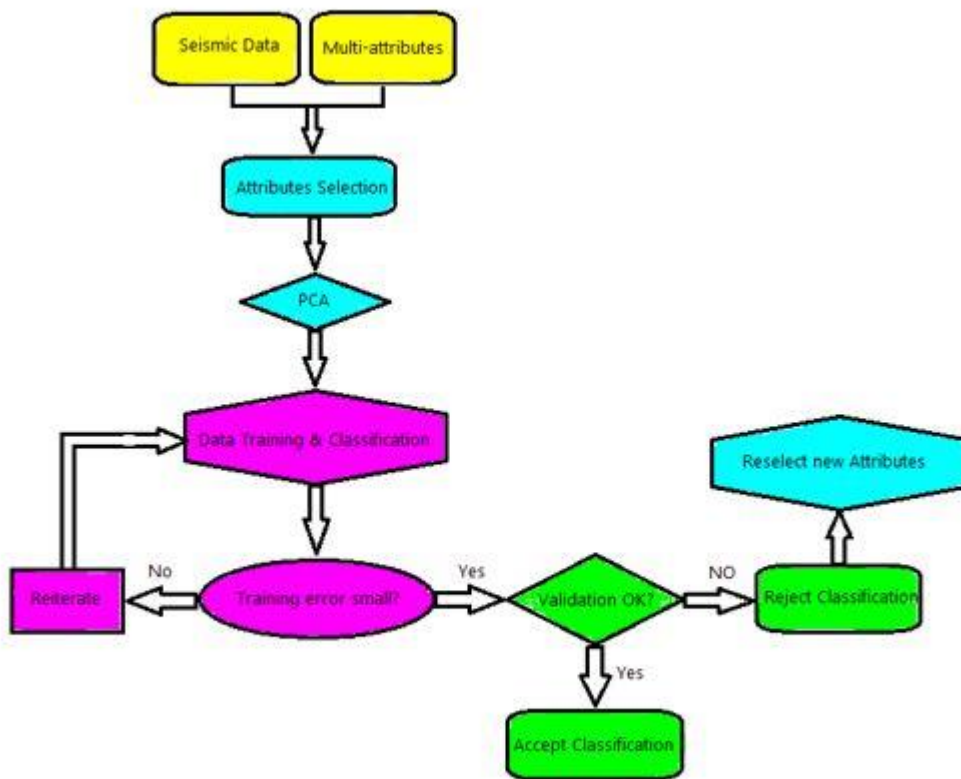 Seismic Data
Multi-attributes
Attributes Selection
PCA
Data Training & Classification
Reselect new Attributes
No
Yes
NO
Reiterate
Training error small?
Validation OK?
Reject Classification
Yes
Accept Classification